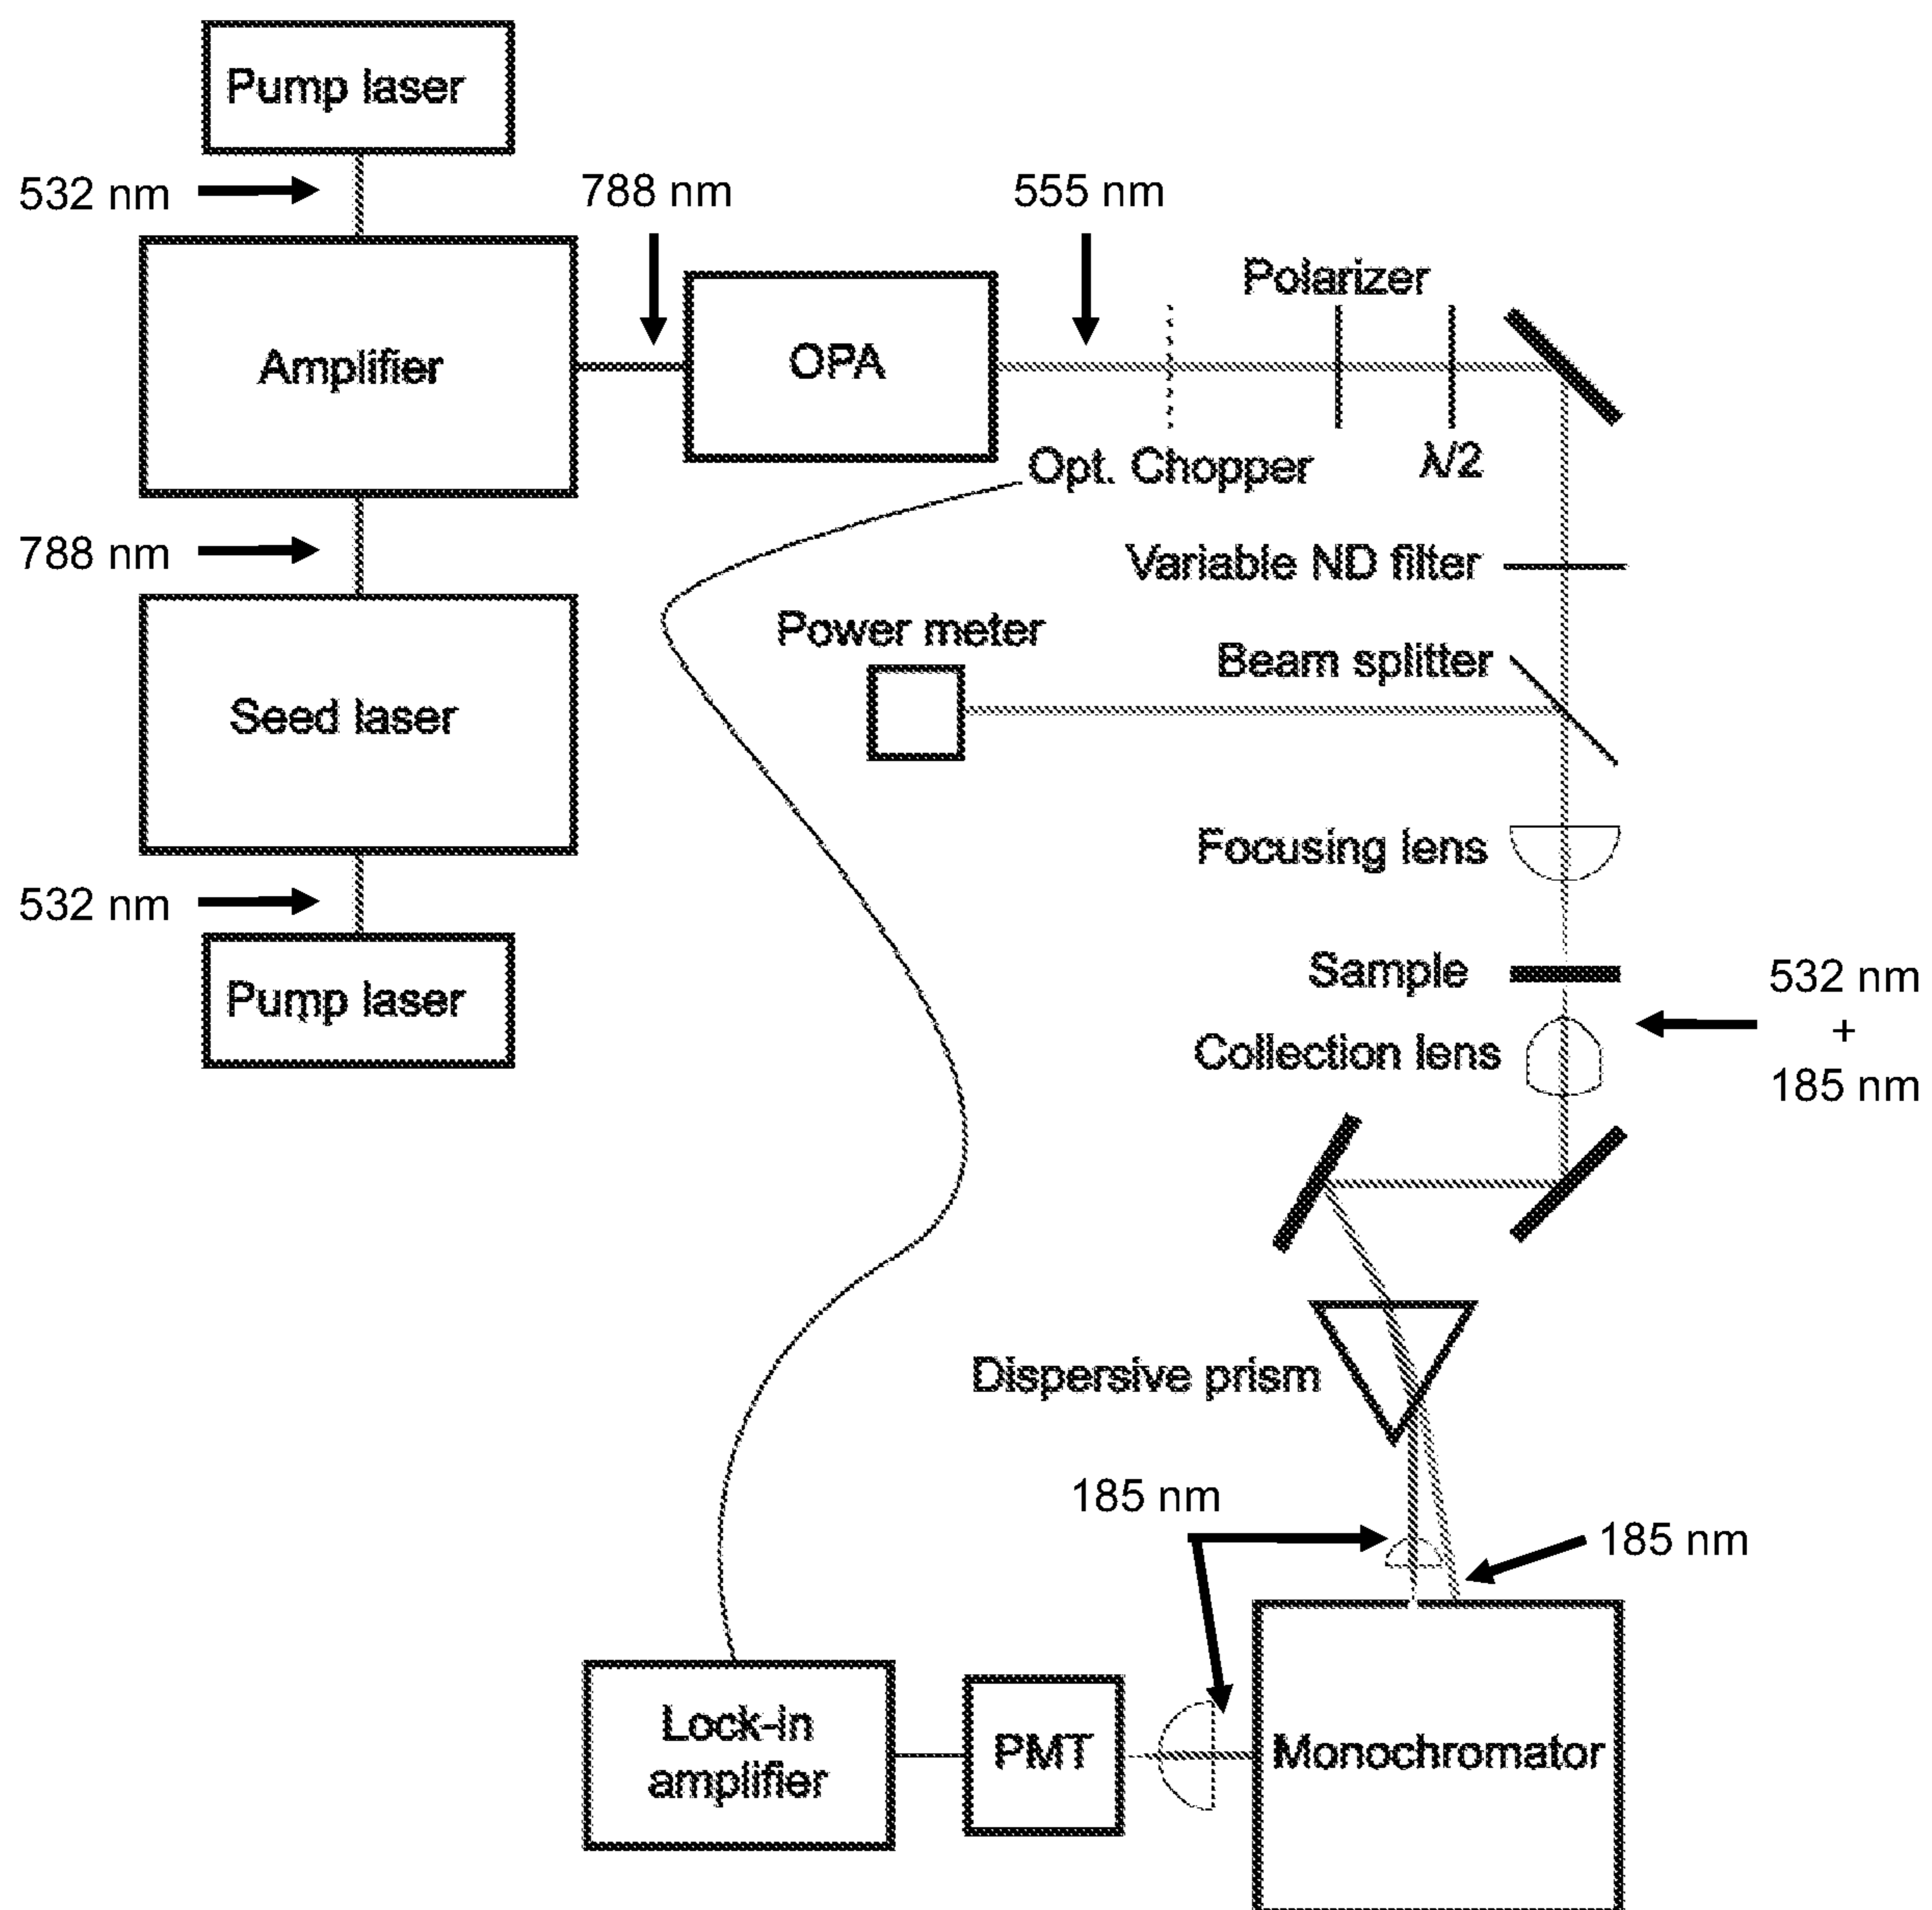 Pump laser
532 nm
788 nm
555 nm
Polarizer
Amplifier
OPA
Opt. Chopper
λ/2
788 nm
Variable ND filter
Power meter
Beam splitter
Seed laser
Focusing lens
532 nm
Pump laser
Sample
532 nm
+
185 nm
Collection lens
Dispersive prism
185 nm
185 nm
Lock-in
amplifier
PMT
Monochromator